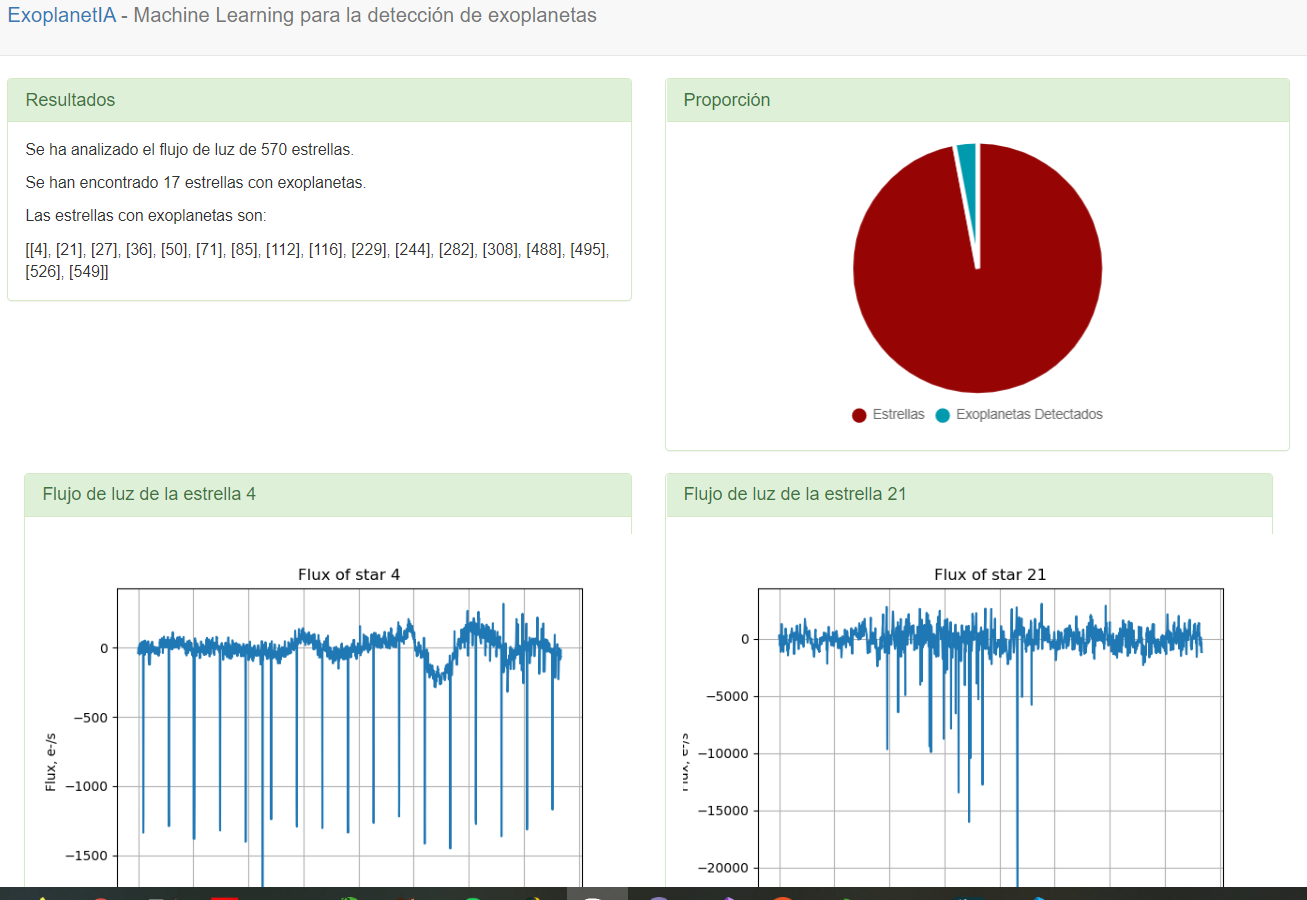 ExoplanetIA - Machine Learning para la detección de exoplanetas
Resultados
Se ha analizado el flujo de luz de 570 estrellas.
Se han encontrado 17 estrellas con exoplanetas.
Las estrellas con exoplanetas son:
[[4], [21], [27], [36], [50], [71], [85], [112], [116], [229], [244], [282], [308], [488], [495],
[526], [549]]
Proporción
Estrellas
Exoplanetas Detectados
Flujo de luz de la estrella 4
Flux of star 4
0
−500
−1000
−1500
Flux, e-/s
Flujo de luz de la estrella 21
Flux of star 21
0
−5000
−10000
−15000
−20000
Flux, e-/s